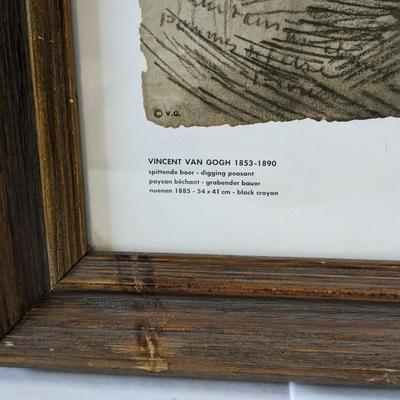 © V.G.
VINCENT VAN GOGH 1853-1890
spittende boer - digging peasant
paysan bêchant - grabender bauer
nuenen 1885 - 54 x 41 cm - black crayon